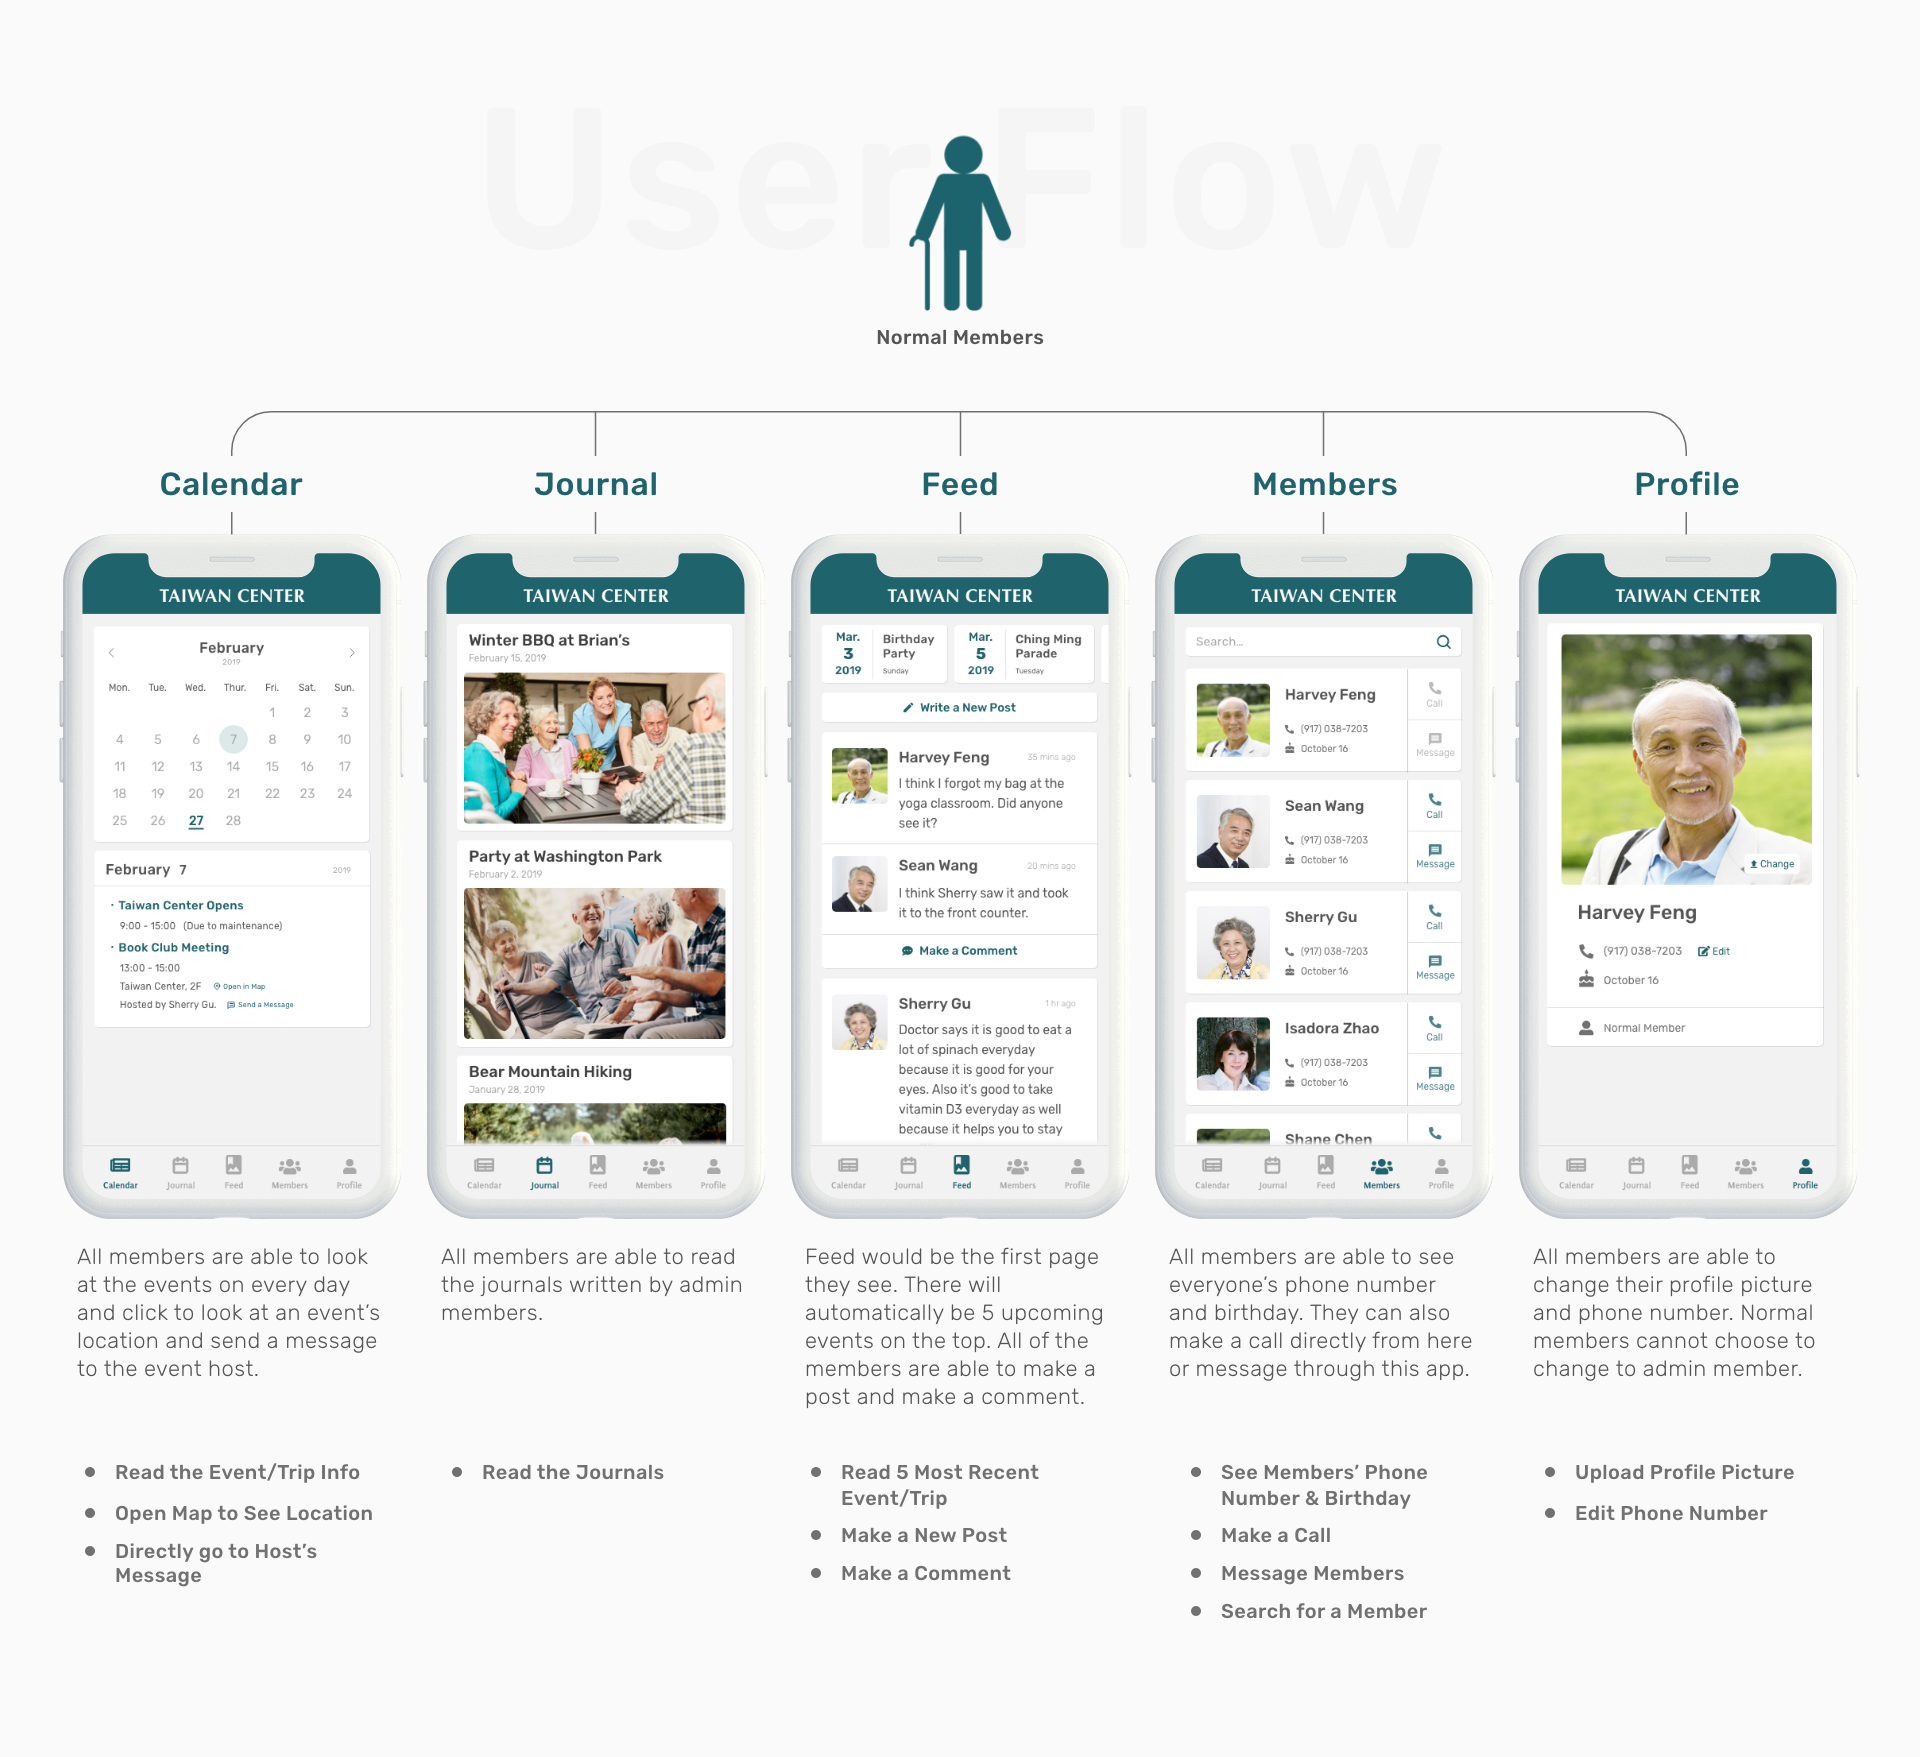 User Flow
Normal Members
Calendar
Journal
Feed
Members
Profile
TAIWAN CENTER
February
2019
Mon. Tue. Wed. Thur. Fri. Sat. Sun.
1 2 3
4 5 6 7 8 9 10
11 12 13 14 15 16 17
18 19 20 21 22 23 24
25 26 27 28
February 7
2019
· Taiwan Center Opens
9:00 - 15:00 (Due to maintenance)
· Book Club Meeting
13:00 - 15:00
Taiwan Center, 2F Open in Map
Hosted by Sherry Gu. Send a Message
Calendar Journal Feed Members Profile
TAIWAN CENTER
Winter BBQ at Brian's
February 15, 2019
Party at Washington Park
February 2, 2019
Bear Mountain Hiking
January 28, 2019
Calendar Journal Feed Members Profile
TAIWAN CENTER
Mar.
3
2019
Birthday
Party
Sunday
Mar.
5
2019
Ching Ming
Parade
Tuesday
Write a New Post
Harvey Feng
35 mins ago
I think I forgot my bag at the
yoga classroom. Did anyone
see it?
Sean Wang
20 mins ago
I think Sherry saw it and took
it to the front counter.
Make a Comment
Sherry Gu
1 hr ago
Doctor says it is good to eat a
lot of spinach everyday
because it is good for your
eyes. Also it's good to take
vitamin D3 everyday as well
because it helps you to stay
Calendar Journal Feed Members Profile
TAIWAN CENTER
Search...
Harvey Feng
(917) 038-7203
October 16
Call
Message
Sean Wang
(917) 038-7203
October 16
Call
Message
Sherry Gu
(917) 038-7203
October 16
Call
Message
Isadora Zhao
(917) 038-7203
October 16
Call
Message
Shane Chen
Calendar Journal Feed Members Profile
TAIWAN CENTER
Change
Harvey Feng
(917) 038-7203 Edit
October 16
Normal Member
Calendar Journal Feed Members Profile
All members are able to look
at the events on every day
and click to look at an event's
location and send a message
to the event host.
All members are able to read
the journals written by admin
members.
Feed would be the first page
they see. There will
automatically be 5 upcoming
events on the top. All of the
members are able to make a
post and make a comment.
All members are able to see
everyone's phone number
and birthday. They can also
make a call directly from here
or message through this app.
All members are able to
change their profile picture
and phone number. Normal
members cannot choose to
change to admin member.
● Read the Event/Trip Info
● Open Map to See Location
● Directly go to Host's
Message
● Read the Journals
● Read 5 Most Recent
Event/Trip
● Make a New Post
● Make a Comment
● See Members' Phone
Number & Birthday
● Make a Call
● Message Members
● Search for a Member
● Upload Profile Picture
● Edit Phone Number